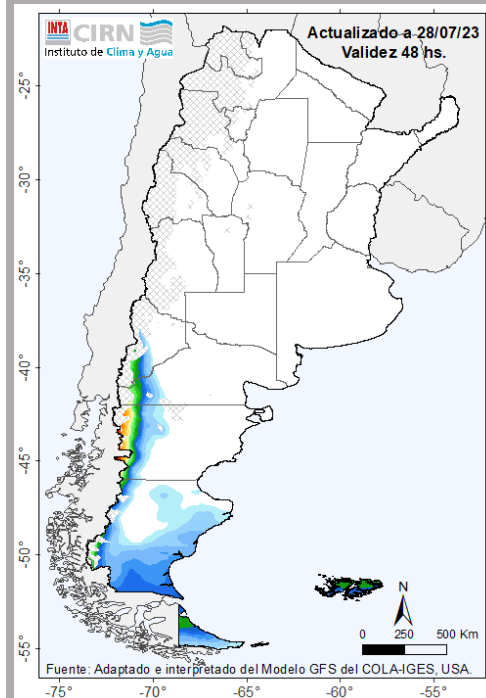 INTA CIRN
Instituto de Clima y Agua
Actualizado a 28/07/23
Validez 48 hs.
-25°
-30°
-35°
-40°
-45°
-50°
-55°
N
0 250 500 Km
Fuente: Adaptado e interpretado del Modelo GFS del COLA-IGES, USA.
-75° -70° -65° -60° -55°